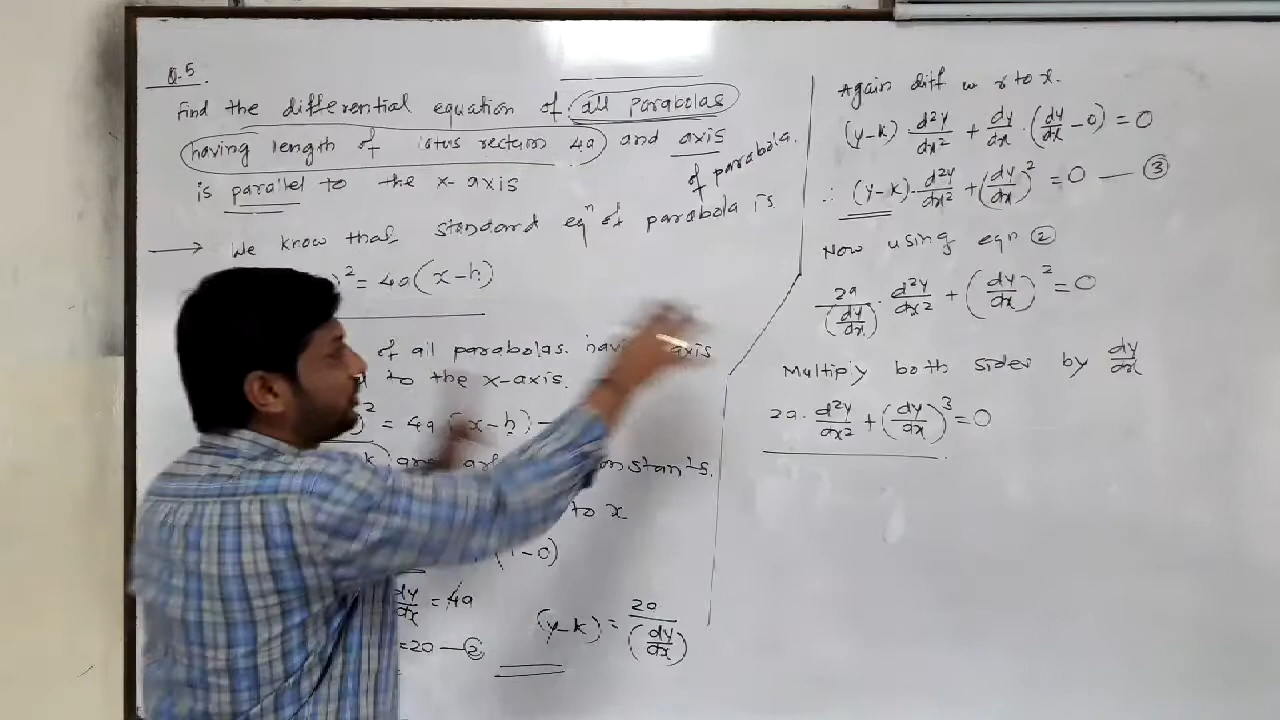 Q.5.
Find the differential equation of all parabolas
having length of latus rectum 4a and axis
of parabola.
is parallel to the x-axis
→ We know that standard eqⁿ of parabola is
)² = 4a(x-h)
of all parabolas. having axis
to the x-axis.
)² = 4a (x-h) -
k) are constants.
to x
(1-0)
dy/dx = 4a
=2a — ②
(y-k) = 2a/(dy/dx)
Again diff w r to x.
(y-k) · d²y/dx² + dy/dx · (dy/dx - 0) = 0
∴ (y-k) · d²y/dx² + (dy/dx)² = 0 — ③
Now using eqn ②
2a/(dy/dx) · d²y/dx² + (dy/dx)² = 0
Multiply both sides by dy/dx
2a · d²y/dx² + (dy/dx)³ = 0